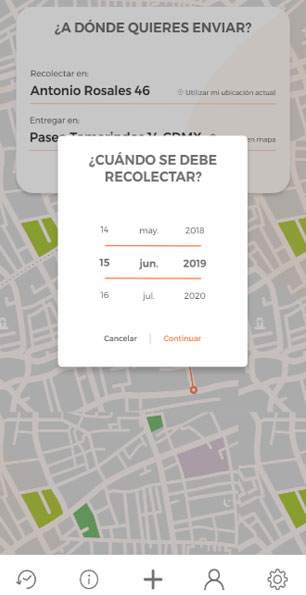 ¿A DÓNDE QUIERES ENVIAR?
Recolectar en:
Antonio Rosales 46
Utilizar mi ubicación actual
Entregar en:
Paseo Tamarindos 14 CDMX
en mapa
¿CUÁNDO SE DEBE
RECOLECTAR?
14 may. 2018
15 jun. 2019
16 jul. 2020
Cancelar | Continuar